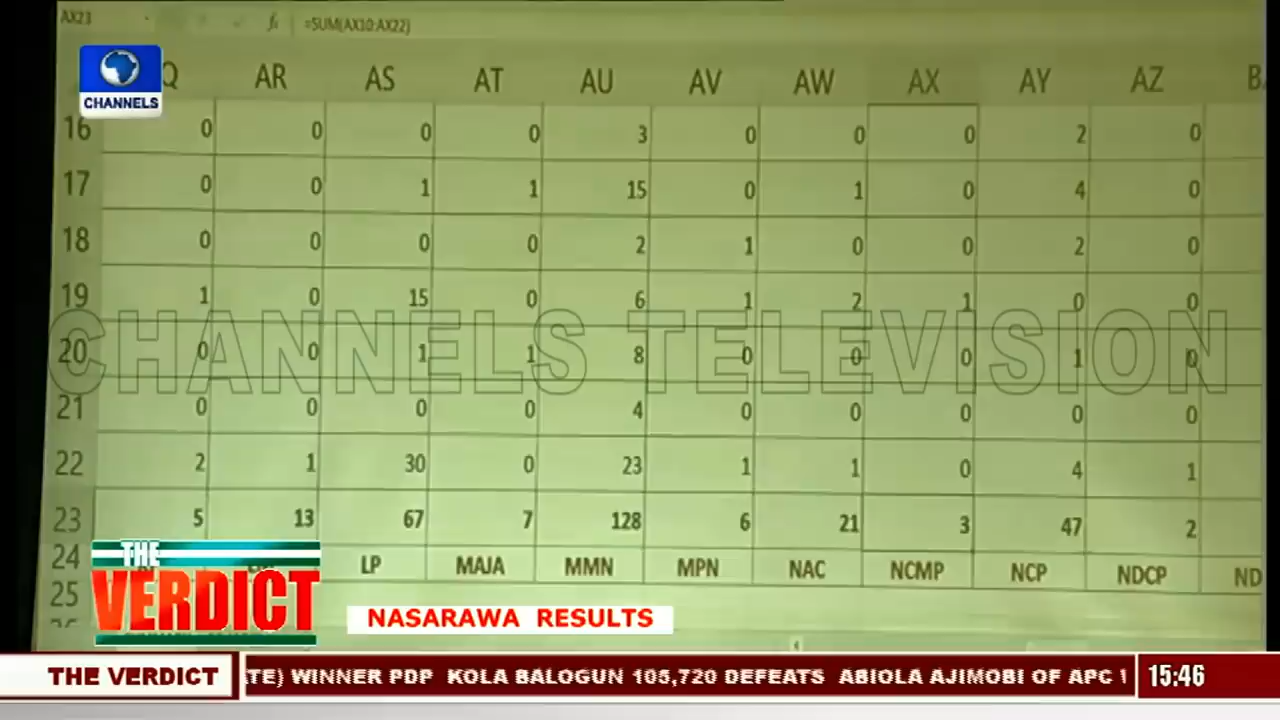 AX23 fx =SUM(AX10:AX22)
CHANNELS
Q AR AS AT AU AV AW AX AY AZ
16 0 0 0 0 3 0 0 0 2 0
17 0 0 1 1 15 0 1 0 4 0
18 0 0 0 0 2 1 0 0 2 0
19 1 0 15 0 6 1 2 1 0 0
CHANNELS TELEVISION
20 0 0 1 1 8 0 0 0 1 0
21 0 0 0 0 4 0 0 0 0 0
22 2 1 30 0 23 1 1 0 4 1
23 5 13 67 7 128 6 21 3 47 2
24 LP MAJA MMN MPN NAC NCMP NCP NDCP ND
25
THE
VERDICT
NASARAWA RESULTS
THE VERDICT TE) WINNER PDP KOLA BALOGUN 105,720 DEFEATS ABIOLA AJIMOBI OF APC 15:46